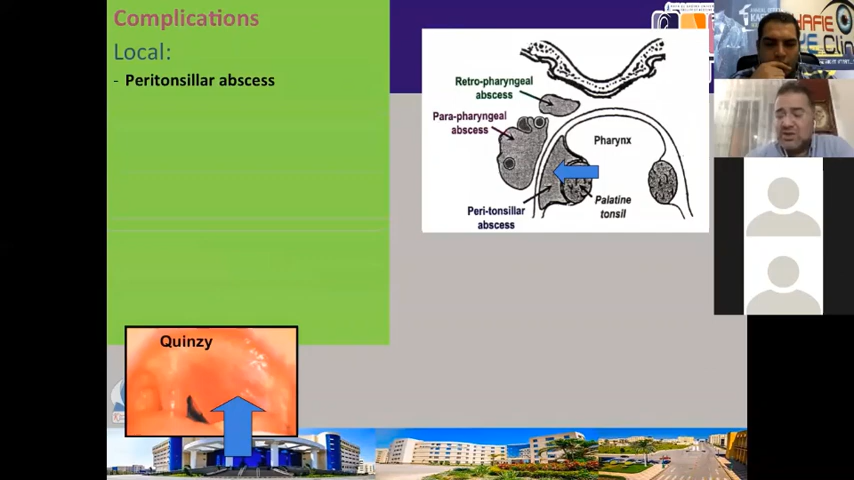 Complications
Local:
- Peritonsillar abscess
Retro-pharyngeal
abscess
Para-pharyngeal
abscess
Pharynx
Peri-tonsillar
abscess
Palatine
tonsil
Quinzy